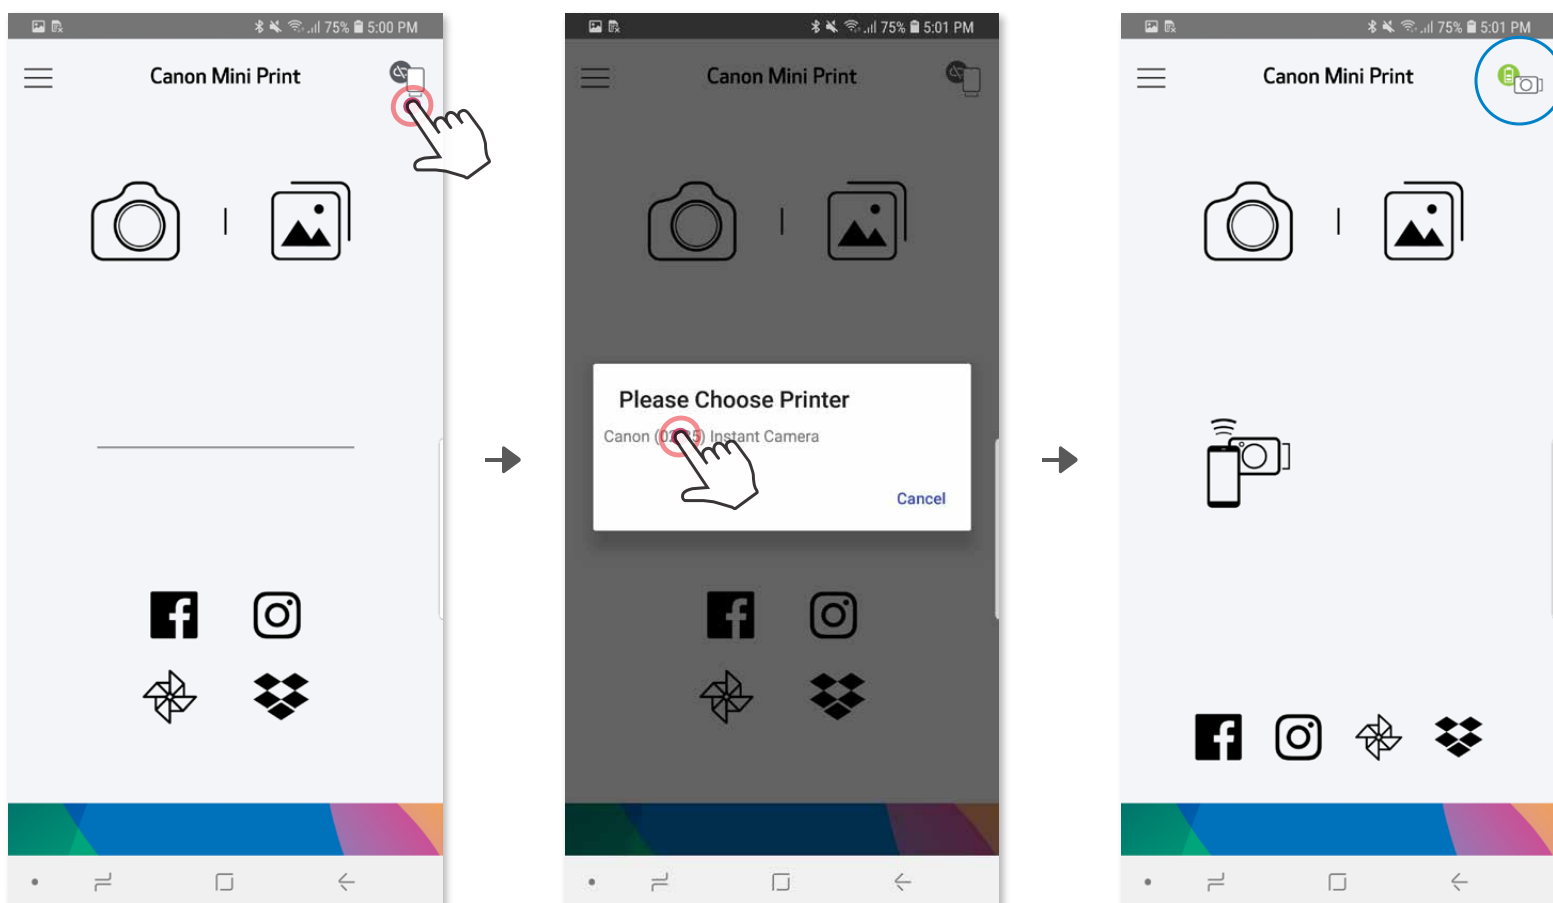 75% 5:00 PM
Canon Mini Print
75% 5:01 PM
Canon Mini Print
Please Choose Printer
Instant Camera
Canon
Cancel
75% 5:01 PM
Canon Mini Print